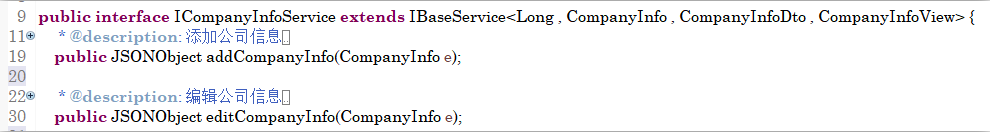 9 public interface ICompanyInfoService extends IBaseService<Long , CompanyInfo , CompanyInfoDto , CompanyInfoView> {
11 * @description: 添加公司信息
19 public JSONObject addCompanyInfo(CompanyInfo e);
20
22 * @description: 编辑公司信息
30 public JSONObject editCompanyInfo(CompanyInfo e);